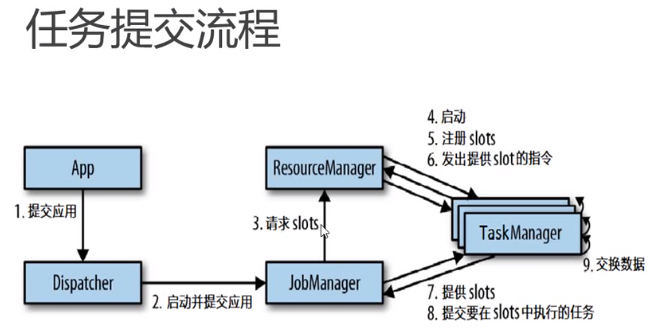 任务提交流程
4. 启动
5. 注册 slots
6. 发出提供 slot 的指令
App
ResourceManager
1. 提交应用
3. 请求 slots
TaskManager
9. 交换数据
Dispatcher
JobManager
2. 启动并提交应用
7. 提供 slots
8. 提交要在 slots 中执行的任务